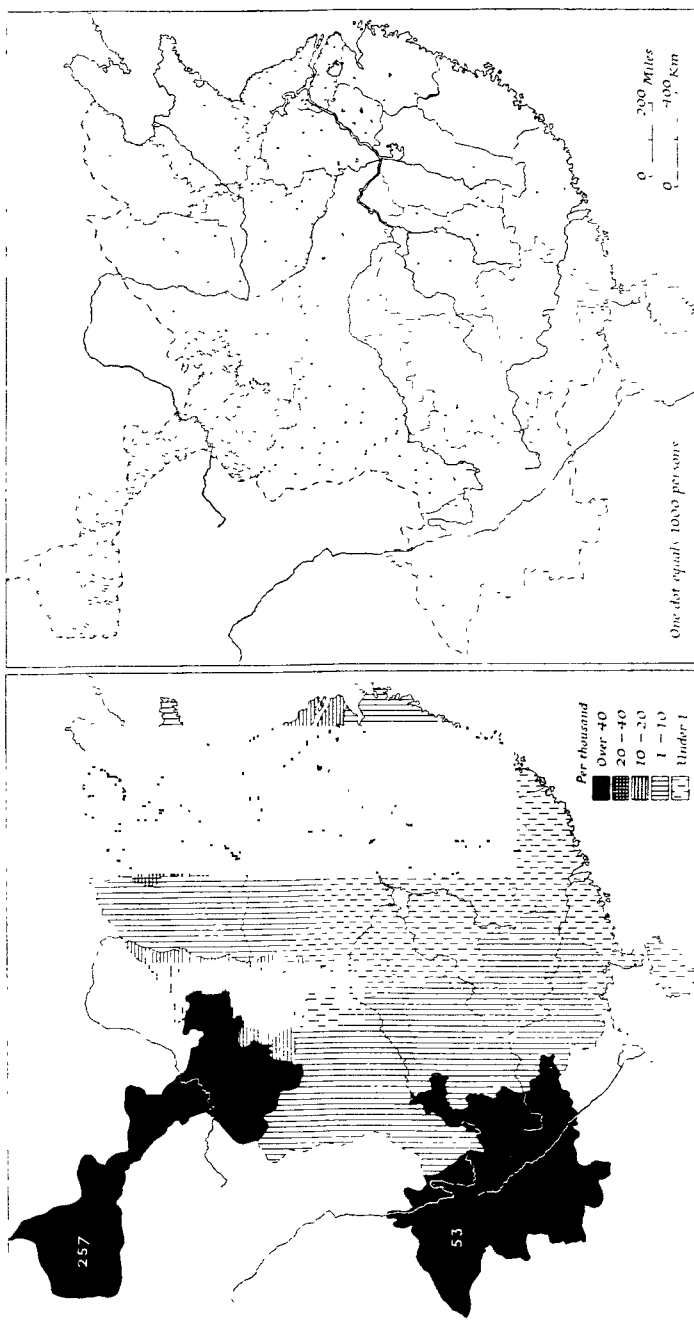 257
53
Per thousand
Over 40
20 - 40
10 - 20
1 - 10
Under 1
0 200 Miles
0 400 Km
One dot equals 1000 persons